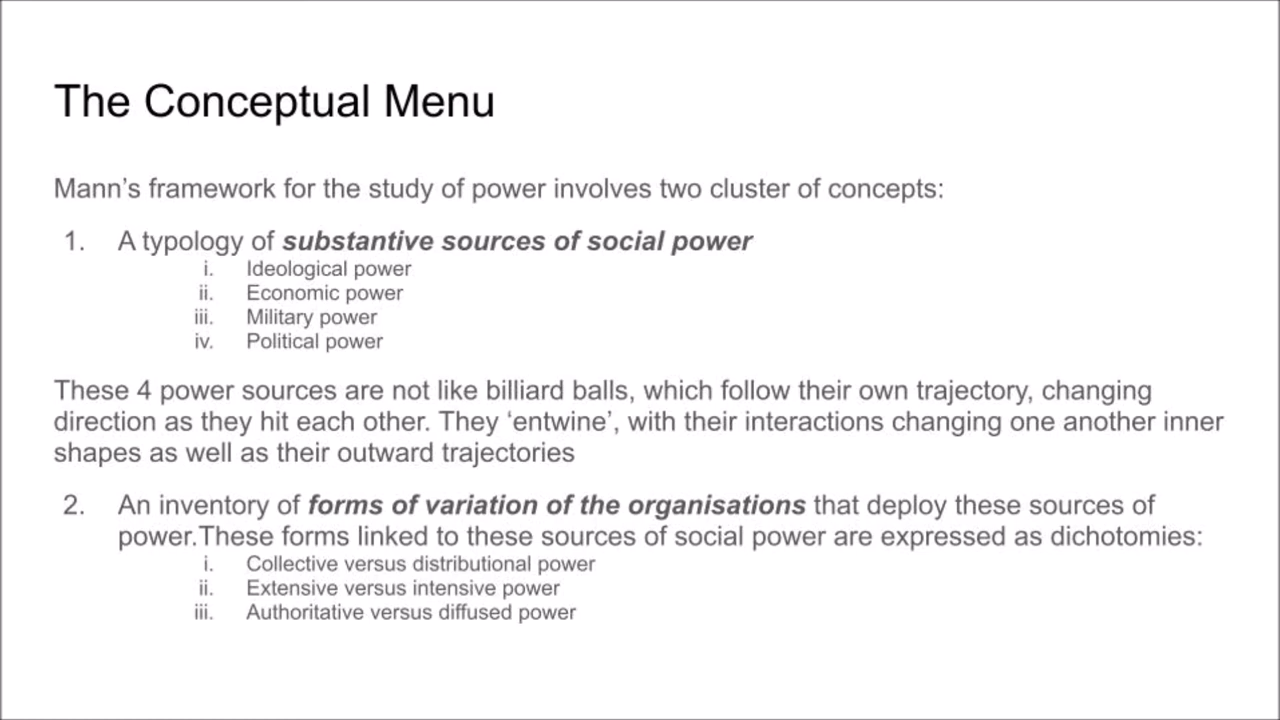 The Conceptual Menu
Mann’s framework for the study of power involves two cluster of concepts:
1. A typology of substantive sources of social power
i. Ideological power
ii. Economic power
iii. Military power
iv. Political power
These 4 power sources are not like billiard balls, which follow their own trajectory, changing
direction as they hit each other. They ‘entwine’, with their interactions changing one another inner
shapes as well as their outward trajectories
2. An inventory of forms of variation of the organisations that deploy these sources of
power.These forms linked to these sources of social power are expressed as dichotomies:
i. Collective versus distributional power
ii. Extensive versus intensive power
iii. Authoritative versus diffused power